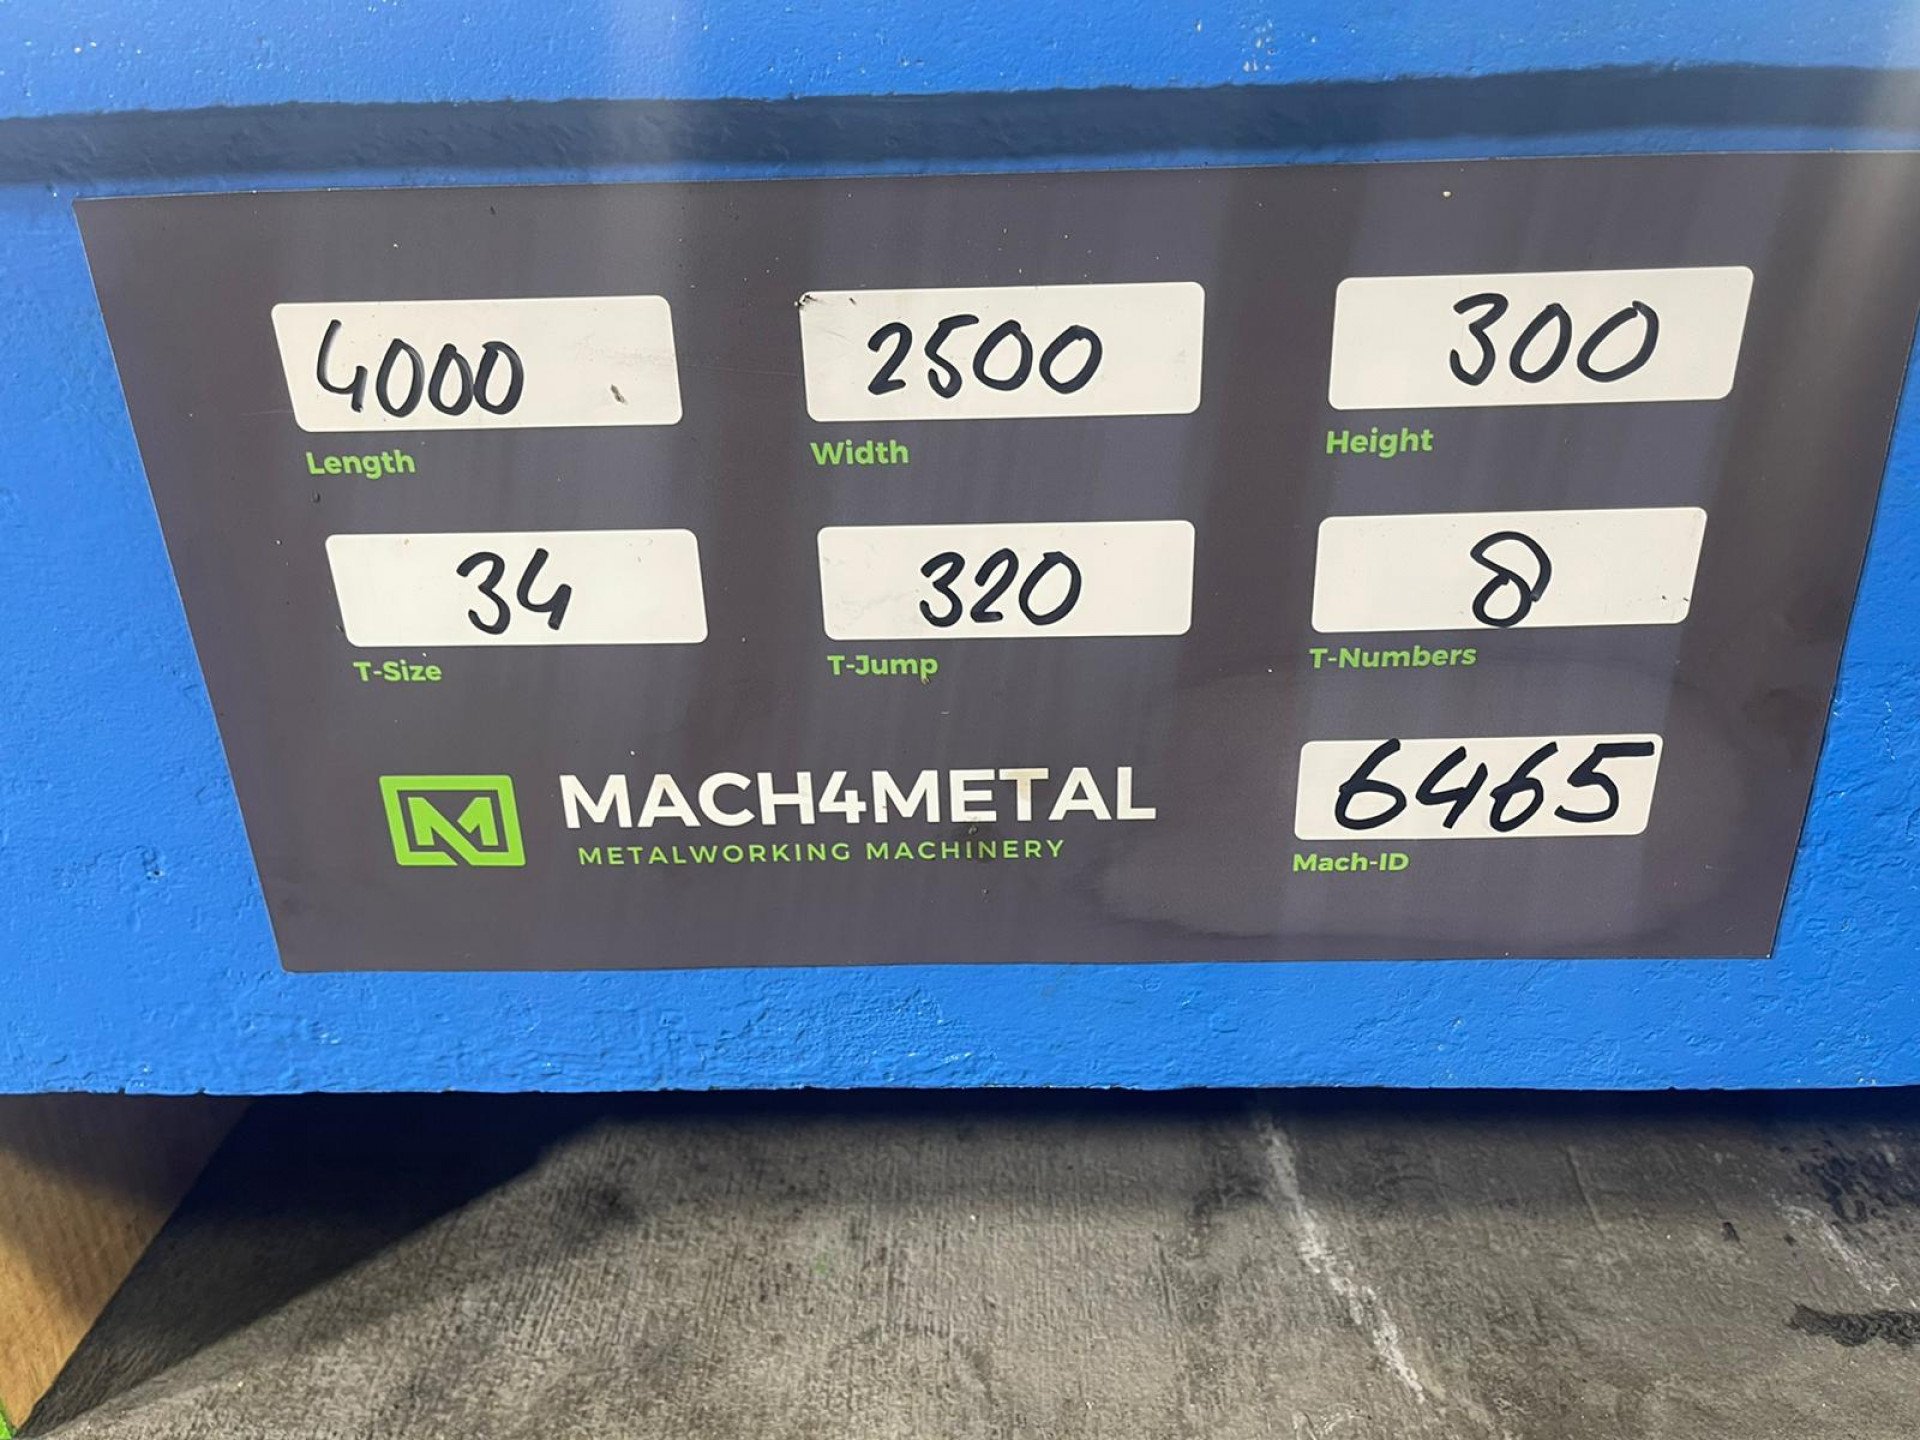 4000 2500 300
Length Width Height
34 320 8
T-Size T-Jump T-Numbers
MACH4METAL 6465
METALWORKING MACHINERY Mach-ID